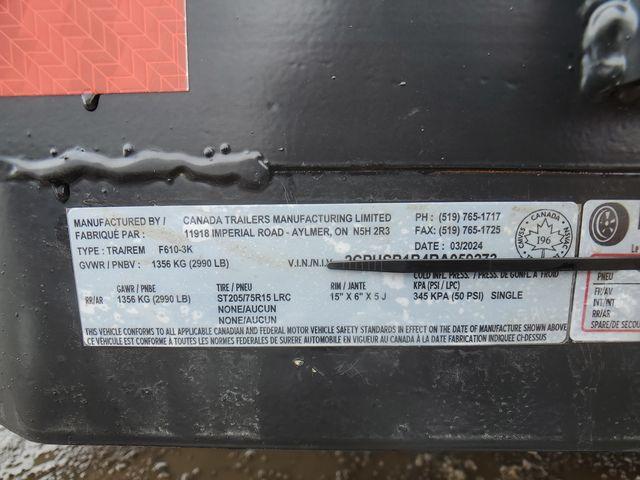 MANUFACTURED BY / CANADA TRAILERS MANUFACTURING LIMITED PH : (519) 765-1717
FABRIQUÉ PAR : 11918 IMPERIAL ROAD - AYLMER, ON N5H 2R3 FAX: (519) 765-1725
TYPE: TRA/REM F610-3K DATE : 03/2024
GVWR / PNBV : 1356 KG (2990 LB) V.I.N/N.I.V
GAWR / PNBE TIRE / PNEU RIM / JANTE COLD INFL. PRESS. / PRESS. DE GONFL. À FROID
KPA (PSI / LPC)
RR/AR 1356 KG (2990 LB) ST205/75R15 LRC 15" X 6" X 5 J 345 KPA (50 PSI) SINGLE
NONE/AUCUN
NONE/AUCUN
THIS VEHICLE CONFORMS TO ALL APPLICABLE CANADIAN AND FEDERAL MOTOR VEHICLE SAFETY STANDARDS IN EFFECT ON THE DATE OF MANUFACTURE SHOWN ABOVE
CE VÉHICULE EST CONFORME À TOUTES LES NORMES FEDERALES DE SURERE AUTOMOBILE EN VIGUEUR AU CANADA À LA DATE FABRICATION INDIQUÉE CI-DESSUS
CANADA
196
PNEU
FR/AV
INT/INT
RR/AR
SPARE/DE SECOU